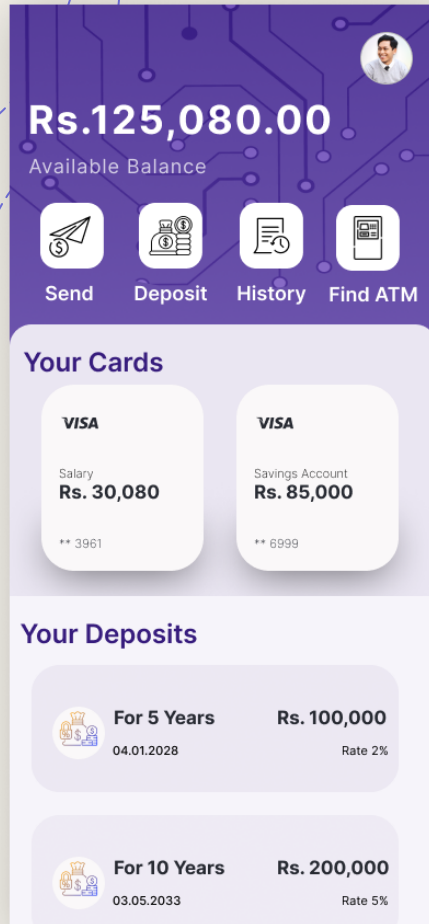 Rs.125,080.00
Available Balance
Send Deposit History Find ATM
Your Cards
VISA VISA
Salary Savings Account
Rs. 30,080 Rs. 85,000
** 3961 ** 6999
Your Deposits
For 5 Years Rs. 100,000
04.01.2028 Rate 2%
For 10 Years Rs. 200,000
03.05.2033 Rate 5%